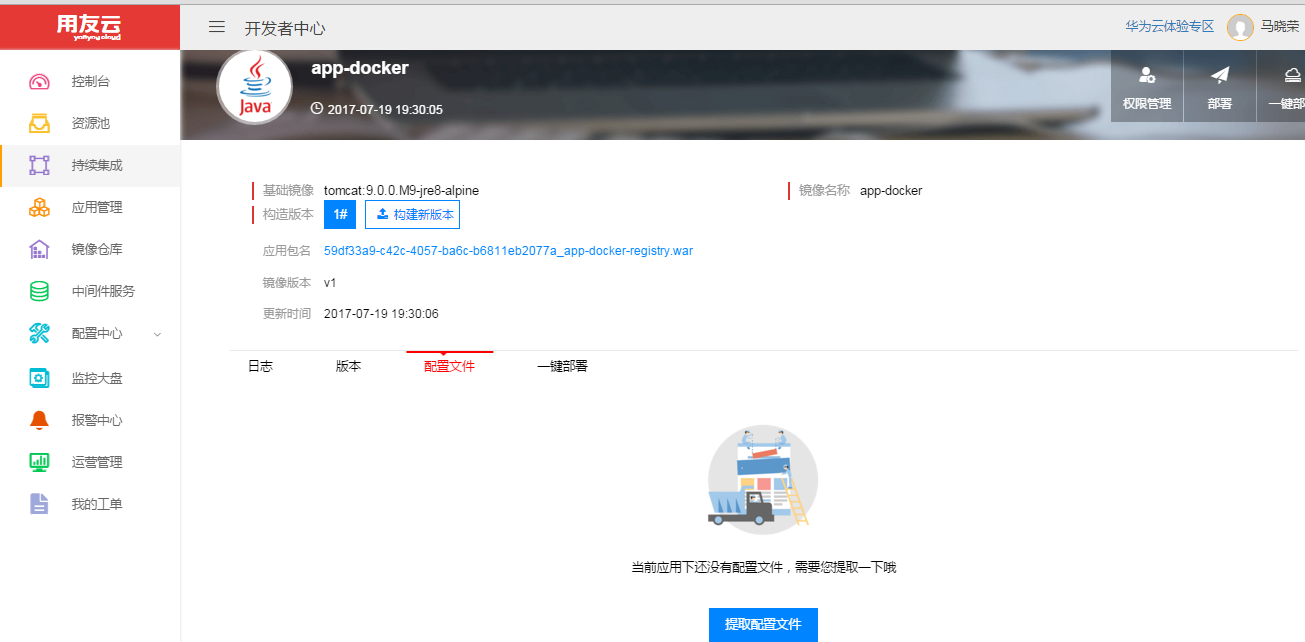 用友云
yonyou cloud
开发者中心
华为云体验专区
马晓荣
控制台
资源池
持续集成
应用管理
镜像仓库
中间件服务
配置中心
监控大盘
报警中心
运营管理
我的工单
Java
app-docker
2017-07-19 19:30:05
权限管理
部署
一键部
基础镜像 tomcat:9.0.0.M9-jre8-alpine
镜像名称 app-docker
构造版本 1# 构建新版本
应用包名 59df33a9-c42c-4057-ba6c-b6811eb2077a_app-docker-registry.war
镜像版本 v1
更新时间 2017-07-19 19:30:06
日志 版本 配置文件 一键部署
当前应用下还没有配置文件，需要您提取一下哦
提取配置文件